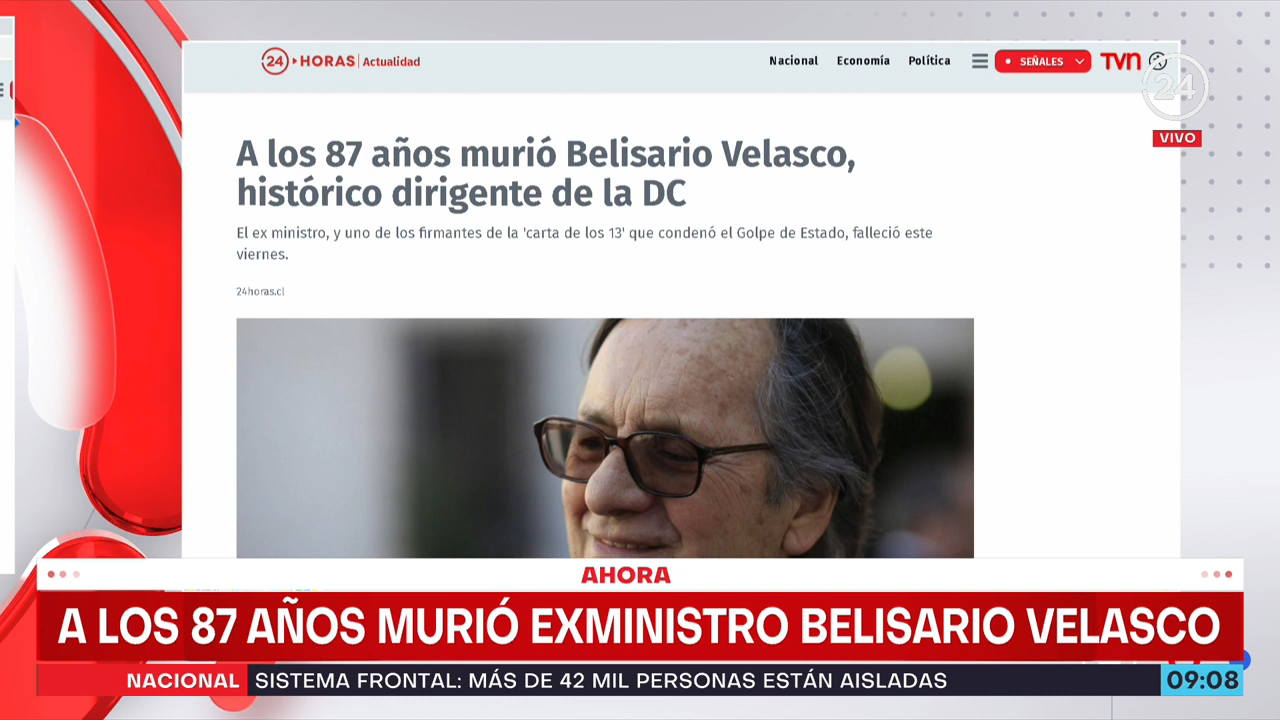 24 HORAS Actualidad
Nacional Economía Política SEÑALES TVN
24
VIVO
A los 87 años murió Belisario Velasco,
histórico dirigente de la DC
El ex ministro, y uno de los firmantes de la 'carta de los 13' que condenó el Golpe de Estado, falleció este
viernes.
24horas.cl
AHORA
A LOS 87 AÑOS MURIÓ EXMINISTRO BELISARIO VELASCO
NACIONAL SISTEMA FRONTAL: MÁS DE 42 MIL PERSONAS ESTÁN AISLADAS 09:08